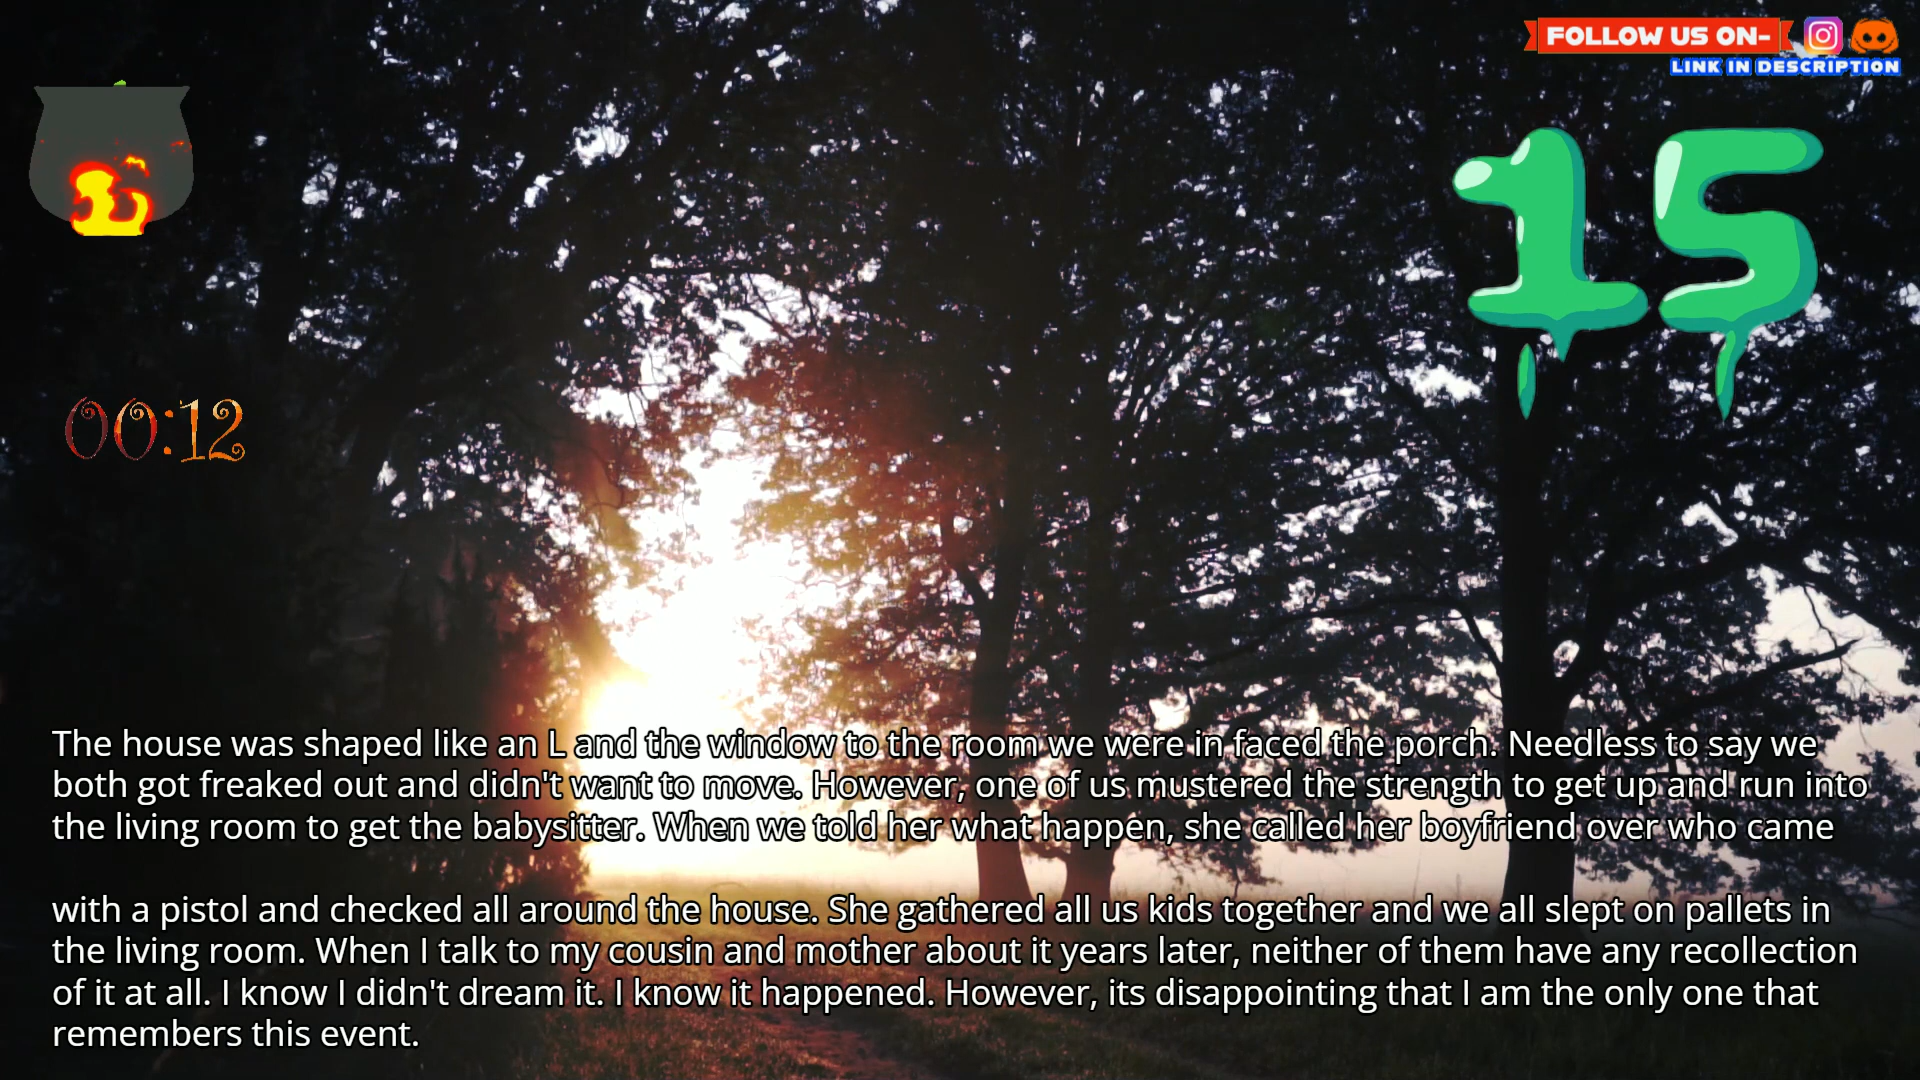 FOLLOW US ON-
LINK IN DESCRIPTION
15
00:12
The house was shaped like an L and the window to the room we were in faced the porch. Needless to say we
both got freaked out and didn't want to move. However, one of us mustered the strength to get up and run into
the living room to get the babysitter. When we told her what happen, she called her boyfriend over who came
with a pistol and checked all around the house. She gathered all us kids together and we all slept on pallets in
the living room. When I talk to my cousin and mother about it years later, neither of them have any recollection
of it at all. I know I didn't dream it. I know it happened. However, its disappointing that I am the only one that
remembers this event.